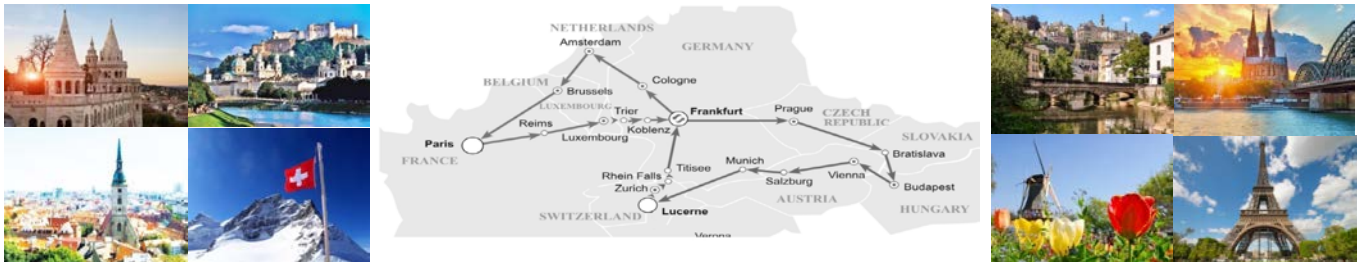 NETHERLANDS
Amsterdam
GERMANY
BELGIUM
Cologne
Brussels
LUXEMBOURG
Trier
Frankfurt
Prague
CZECH
REPUBLIC
Reims
Luxembourg
Koblenz
SLOVAKIA
Paris
FRANCE
Bratislava
Munich
Titisee
Rhein Falls
Zurich
Salzburg
Vienna
Budapest
AUSTRIA
SWITZERLAND
Lucerne
HUNGARY
Verona